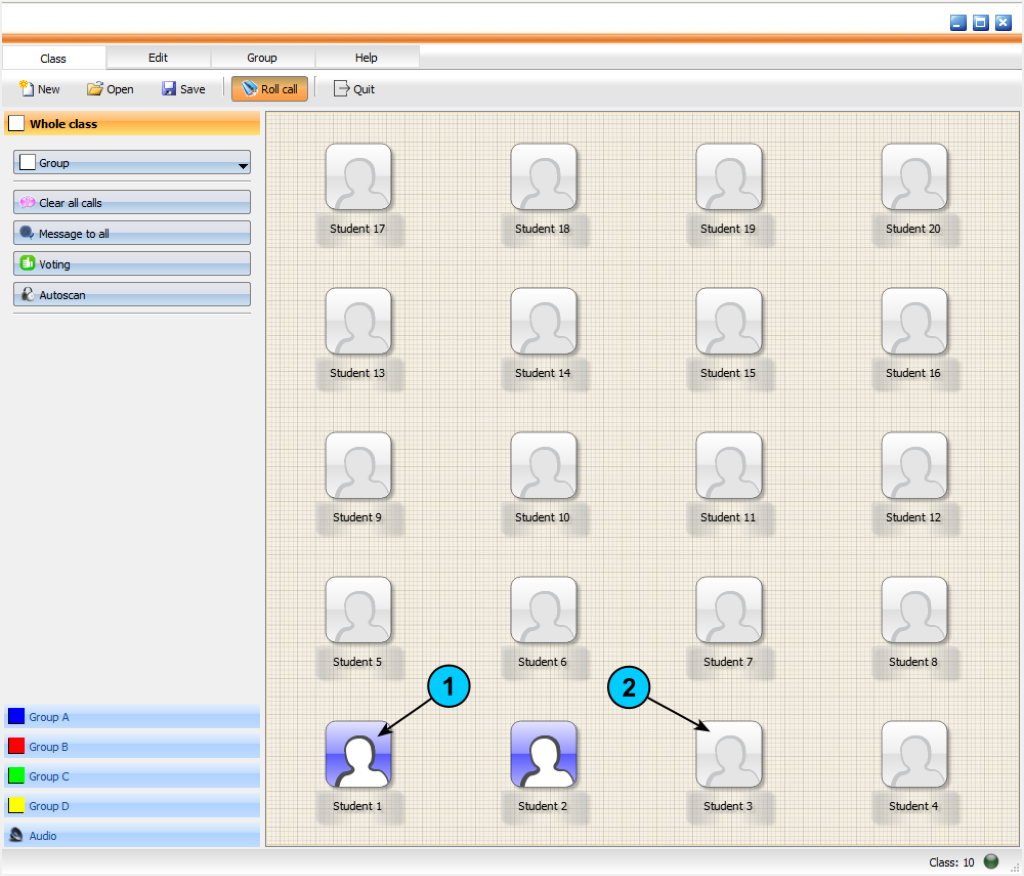 Class Edit Group Help
New Open Save Roll call Quit
Whole class
Group
Clear all calls
Message to all
Voting
Autoscan
Group A
Group B
Group C
Group D
Audio
Student 17 Student 18 Student 19 Student 20
Student 13 Student 14 Student 15 Student 16
Student 9 Student 10 Student 11 Student 12
Student 5 Student 6 Student 7 Student 8
1 2
Student 1 Student 2 Student 3 Student 4
Class: 10